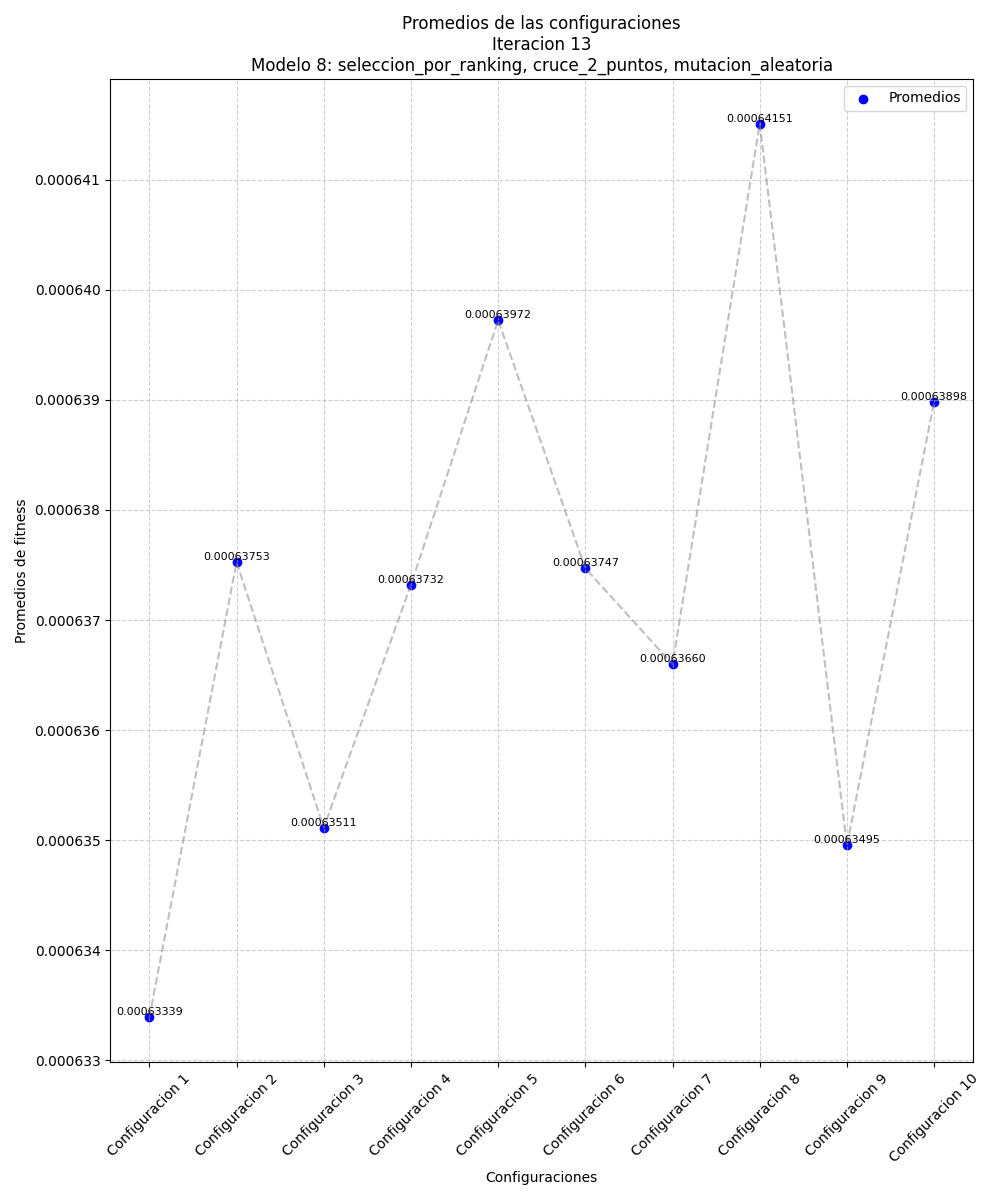 Promedios de las configuraciones
Iteracion 13
Modelo 8: seleccion_por_ranking, cruce_2_puntos, mutacion_aleatoria
Promedios
0.00064151
0.000641
0.000640
0.00063972
0.000639
0.00063898
0.000638
0.00063753
0.00063747
0.00063732
0.000637
0.00063660
0.000636
0.00063511
0.000635
0.00063495
0.000634
0.00063339
0.000633
Promedios de fitness
Configuracion 1
Configuracion 2
Configuracion 3
Configuracion 4
Configuracion 5
Configuracion 6
Configuracion 7
Configuracion 8
Configuracion 9
Configuracion 10
Configuraciones